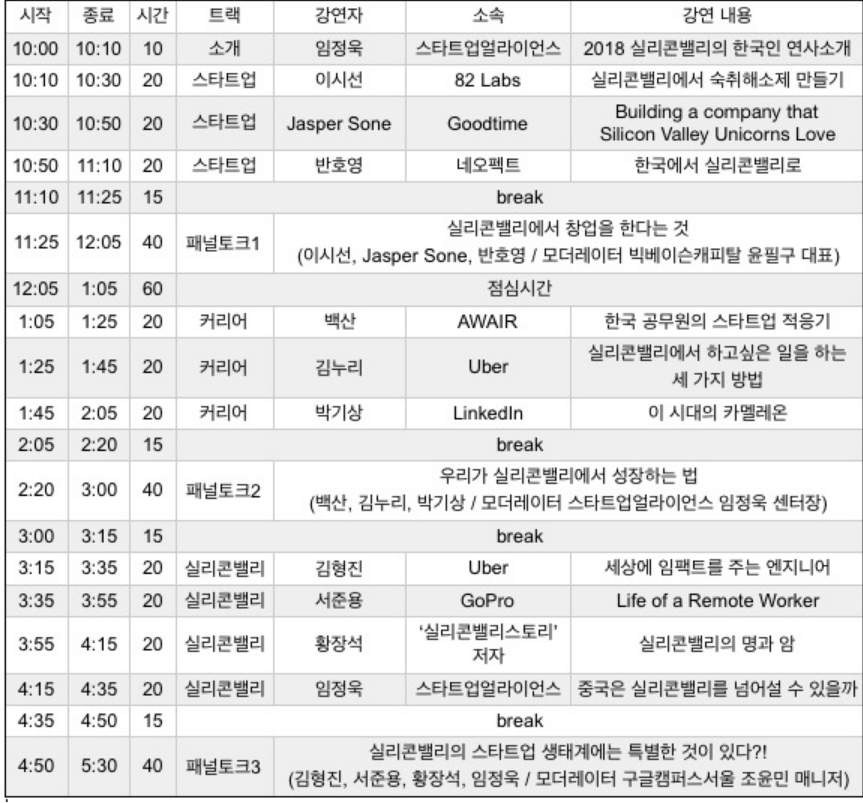 시작 종료 시간 트랙 강연자 소속 강연 내용
10:00 10:10 10 소개 임정욱 스타트업얼라이언스 2018 실리콘밸리의 한국인 연사소개
10:10 10:30 20 스타트업 이시선 82 Labs 실리콘밸리에서 숙취해소제 만들기
10:30 10:50 20 스타트업 Jasper Sone Goodtime Building a company that
Silicon Valley Unicorns Love
10:50 11:10 20 스타트업 반호영 네오펙트 한국에서 실리콘밸리로
11:10 11:25 15 break
11:25 12:05 40 패널토크1 실리콘밸리에서 창업을 한다는 것
(이시선, Jasper Sone, 반호영 / 모더레이터 빅베이슨캐피탈 윤필구 대표)
12:05 1:05 60 점심시간
1:05 1:25 20 커리어 백산 AWAIR 한국 공무원의 스타트업 적응기
1:25 1:45 20 커리어 김누리 Uber 실리콘밸리에서 하고싶은 일을 하는
세 가지 방법
1:45 2:05 20 커리어 박기상 LinkedIn 이 시대의 카멜레온
2:05 2:20 15 break
2:20 3:00 40 패널토크2 우리가 실리콘밸리에서 성장하는 법
(백산, 김누리, 박기상 / 모더레이터 스타트업얼라이언스 임정욱 센터장)
3:00 3:15 15 break
3:15 3:35 20 실리콘밸리 김형진 Uber 세상에 임팩트를 주는 엔지니어
3:35 3:55 20 실리콘밸리 서준용 GoPro Life of a Remote Worker
3:55 4:15 20 실리콘밸리 황장석 '실리콘밸리스토리'
저자 실리콘밸리의 명과 암
4:15 4:35 20 실리콘밸리 임정욱 스타트업얼라이언스 중국은 실리콘밸리를 넘어설 수 있을까
4:35 4:50 15 break
4:50 5:30 40 패널토크3 실리콘밸리의 스타트업 생태계에는 특별한 것이 있다?!
(김형진, 서준용, 황장석, 임정욱 / 모더레이터 구글캠퍼스서울 조윤민 매니저)